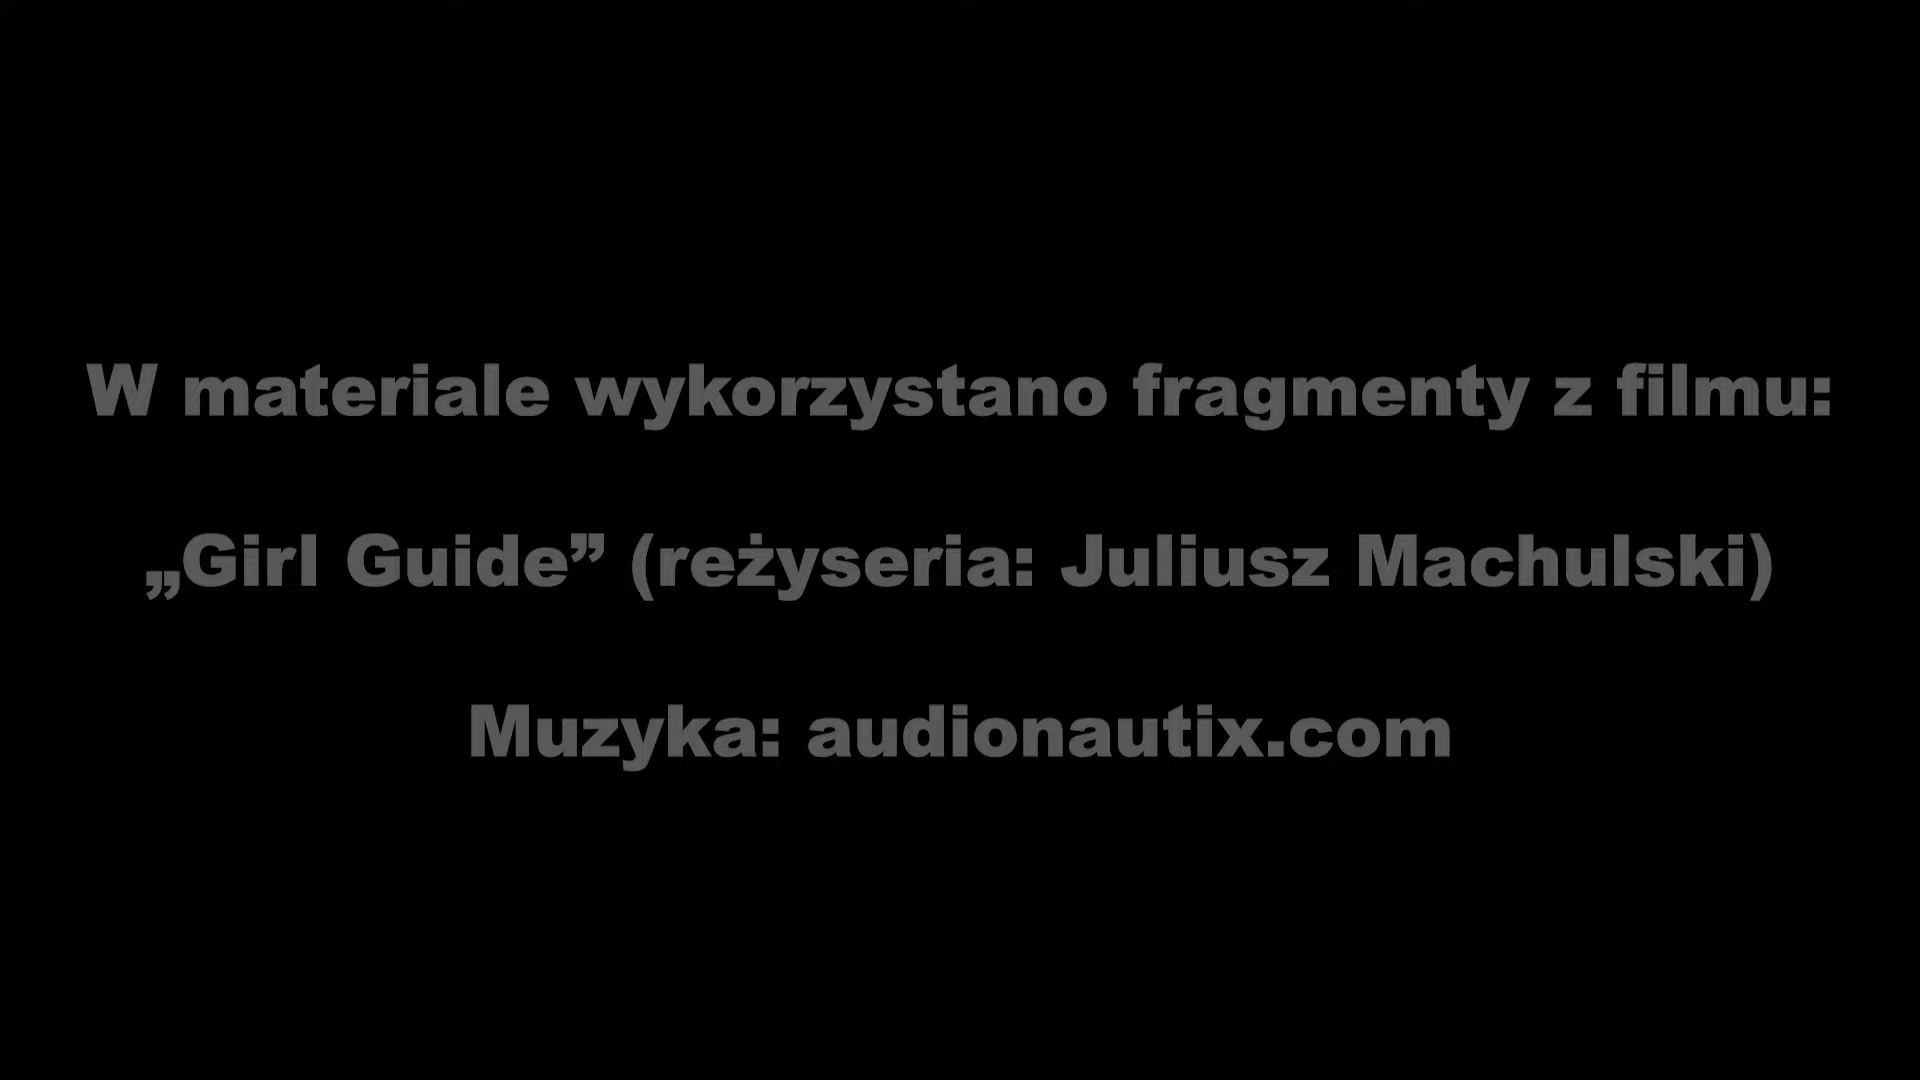 W materiale wykorzystano fragmenty z filmu:
„Girl Guide” (reżyseria: Juliusz Machulski)
Muzyka: audionautix.com